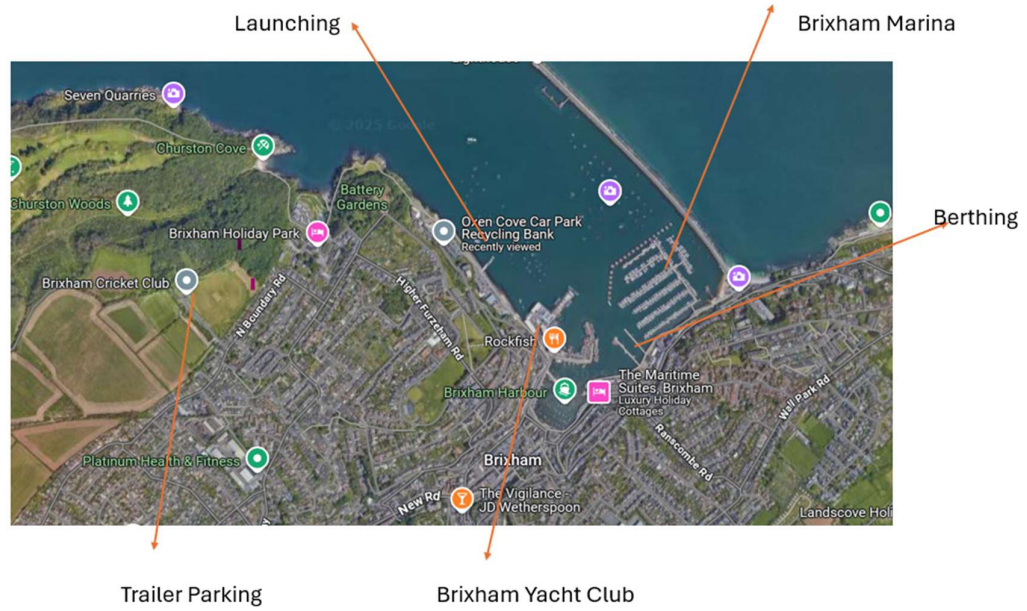 Launching
Brixham Marina
Seven Quarries
© 2025 Google
Churston Cove
Battery
Gardens
Churston Woods
Oxen Cove Car Park
Recycling Bank
Recently viewed
Berthing
Brixham Holiday Park
Brixham Cricket Club
N Boundary Rd
Higher Furzeham Rd
Rockfish
The Maritime
Suites, Brixham
Luxury Holiday
Cottages
Brixham Harbour
Wall Park Rd
Ranscombe Rd
Platinum Health & Fitness
Brixham
New Rd
The Vigilance -
JD Wetherspoon
Landscove Holi
Trailer Parking
Brixham Yacht Club